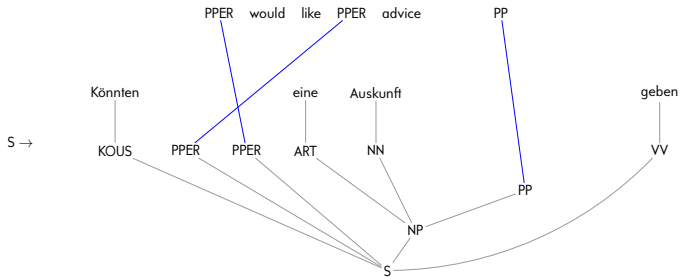 PPER would like PPER advice PP
Könnten eine Auskunft geben
S → KOUS PPER PPER ART NN VV
PP
NP
S